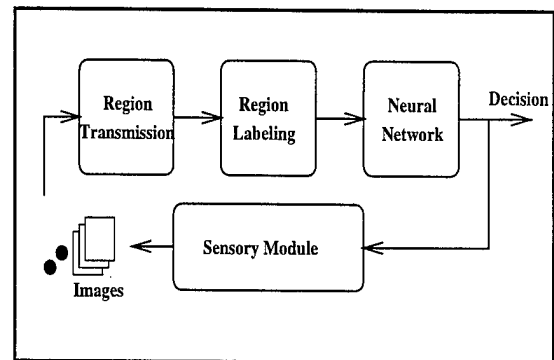 Region
Transmission
Region
Labeling
Neural
Network
Decision
Sensory Module
Images